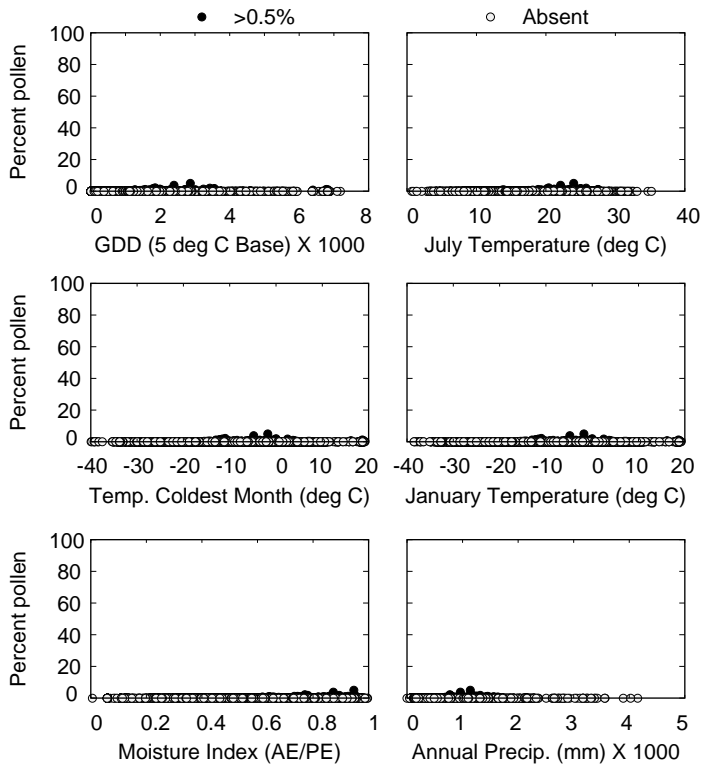 >0.5% Absent
100
80
60
40
20
0
Percent pollen
0 2 4 6 8
GDD (5 deg C Base) X 1000
0 10 20 30 40
July Temperature (deg C)
100
80
60
40
20
0
Percent pollen
-40 -30 -20 -10 0 10 20
Temp. Coldest Month (deg C)
-40 -30 -20 -10 0 10 20
January Temperature (deg C)
100
80
60
40
20
0
Percent pollen
0 0.2 0.4 0.6 0.8 1
Moisture Index (AE/PE)
0 1 2 3 4 5
Annual Precip. (mm) X 1000